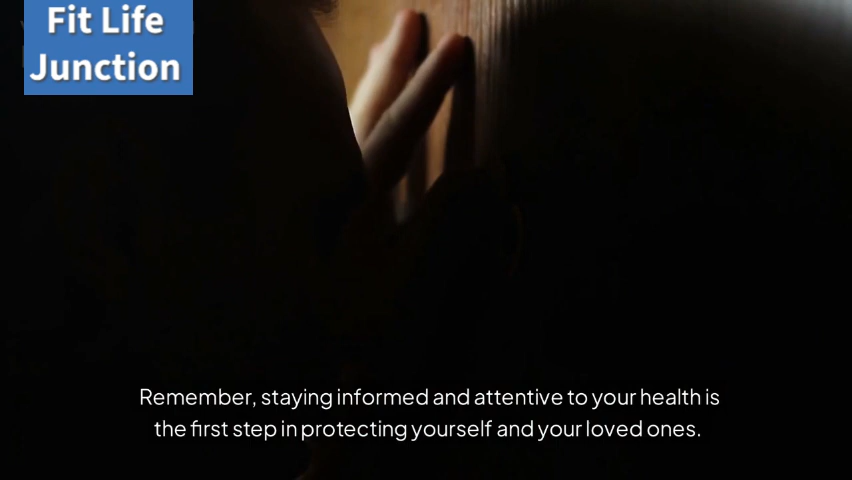 Fit Life
Junction
Remember, staying informed and attentive to your health is
the first step in protecting yourself and your loved ones.